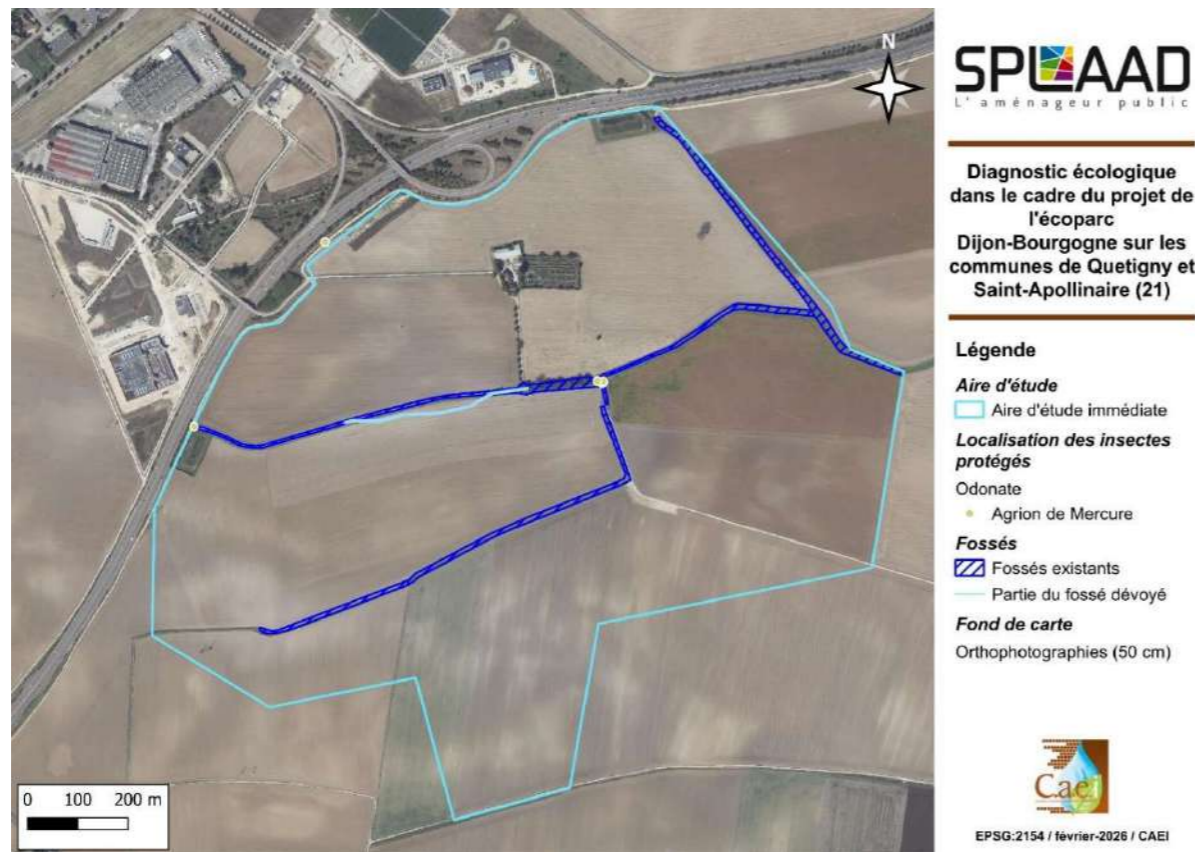 N
0 100 200 m
SPLAAD
L'aménageur public
Diagnostic écologique
dans le cadre du projet de
l'écoparc
Dijon-Bourgogne sur les
communes de Quetigny et
Saint-Apollinaire (21)
Légende
Aire d'étude
Aire d'étude immédiate
Localisation des insectes
protégés
Odonate
Agrion de Mercure
Fossés
Fossés existants
Partie du fossé dévoyé
Fond de carte
Orthophotographies (50 cm)
C.aei
EPSG:2154 / février-2026 / CAEI